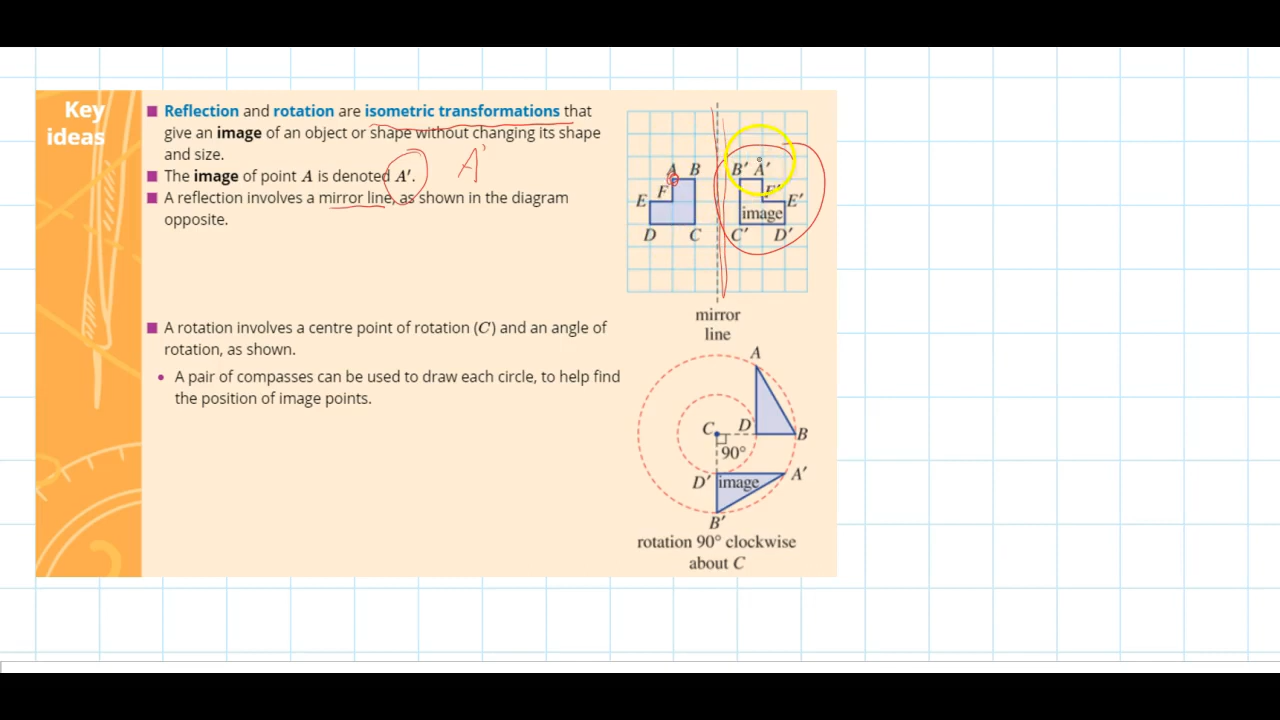 Key
ideas
■ Reflection and rotation are isometric transformations that
give an image of an object or shape without changing its shape
and size.
■ The image of point A is denoted A′.
A'
■ A reflection involves a mirror line, as shown in the diagram
opposite.
A B B′ A′
F F′
E E′
image
D C C′ D′
mirror
line
■ A rotation involves a centre point of rotation (C) and an angle of
rotation, as shown.
• A pair of compasses can be used to draw each circle, to help find
the position of image points.
A
C D B
90°
D′ image A′
B′
rotation 90° clockwise
about C